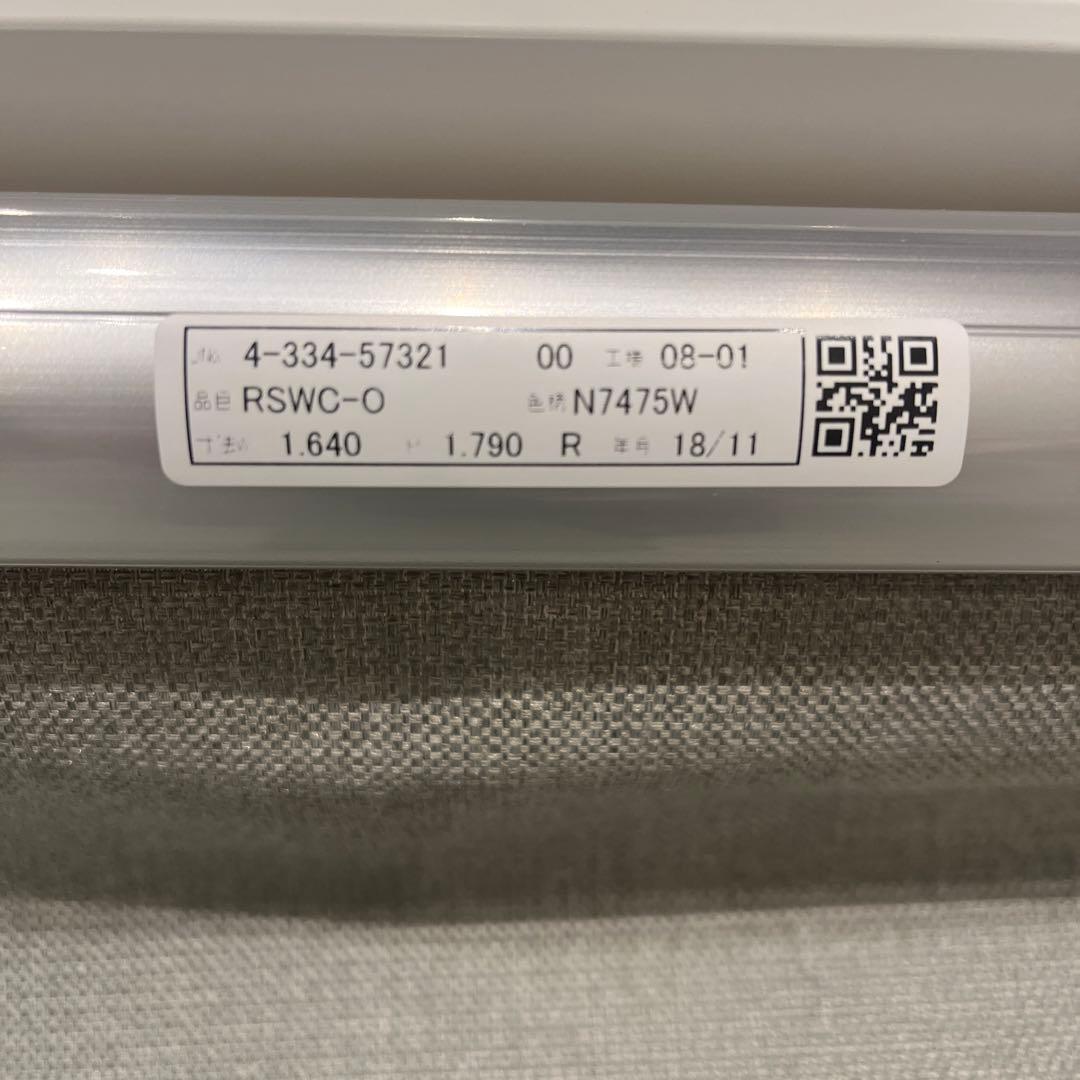 4-334-57321 00 工場 08-01
品目 RSWC-O 色柄 N7475W
寸法W 1.640 H 1.790 R 年月 18/11